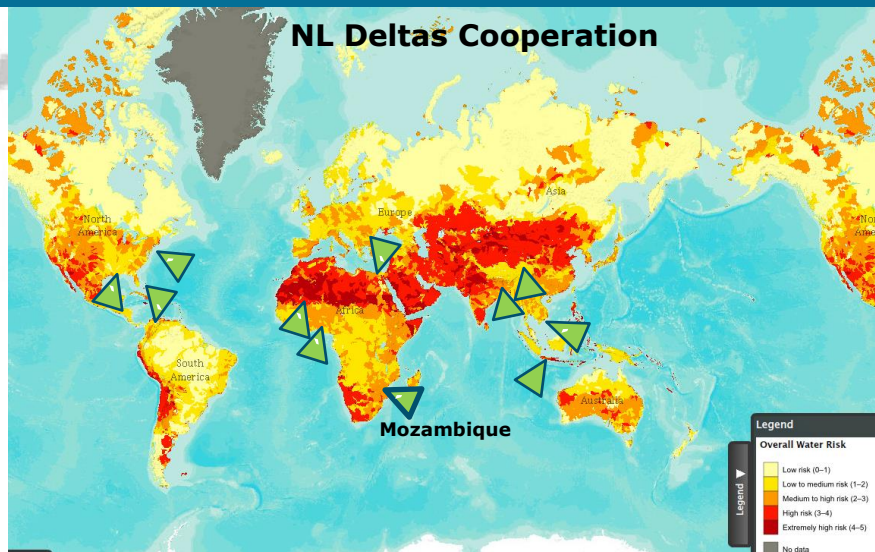 NL Deltas Cooperation
North
America
Europe
Asia
Africa
South
America
Australia
Mozambique
Legend
Legend
Overall Water Risk
Low risk (0–1)
Low to medium risk (1–2)
Medium to high risk (2–3)
High risk (3–4)
Extremely high risk (4–5)
No data